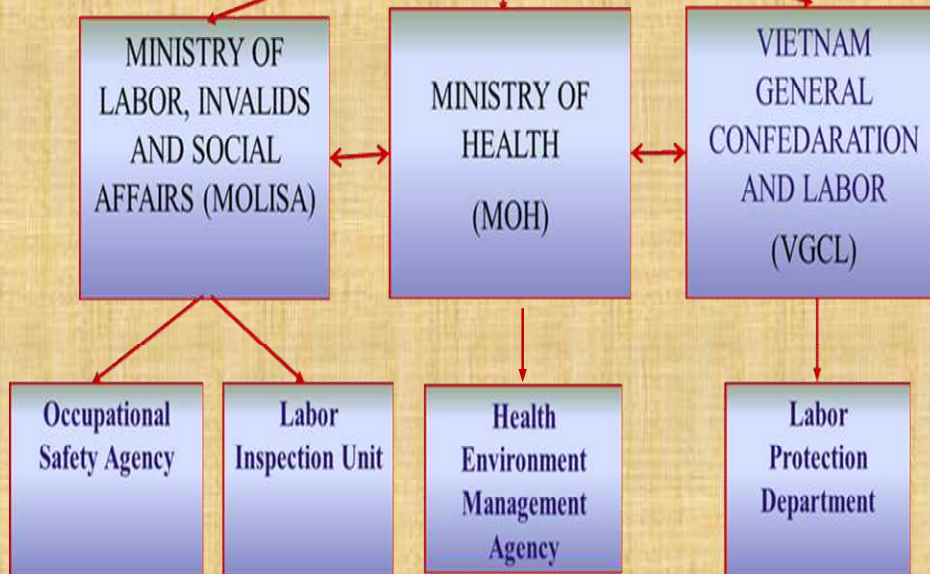 MINISTRY OF
LABOR, INVALIDS
AND SOCIAL
AFFAIRS (MOLISA)
MINISTRY OF
HEALTH
(MOH)
VIETNAM
GENERAL
CONFEDARATION
AND LABOR
(VGCL)
Occupational
Safety Agency
Labor
Inspection Unit
Health
Environment
Management
Agency
Labor
Protection
Department